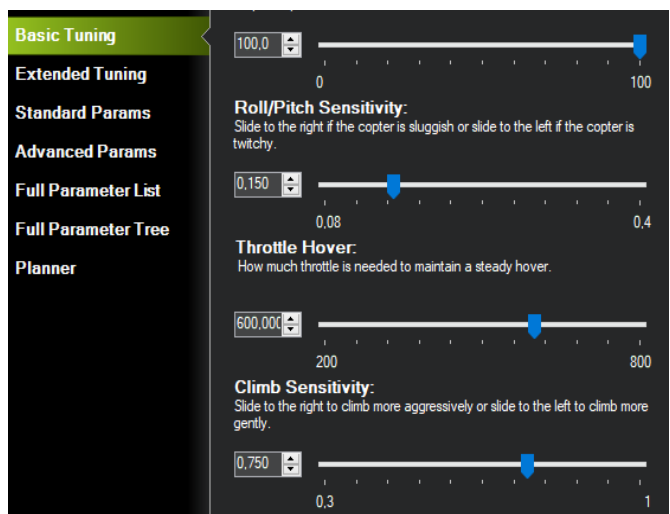 Basic Tuning
Extended Tuning
Standard Params
Advanced Params
Full Parameter List
Full Parameter Tree
Planner
100,0
0
100
Roll/Pitch Sensitivity:
Slide to the right if the copter is sluggish or slide to the left if the copter is
twitchy.
0,150
0,08
0,4
Throttle Hover:
How much throttle is needed to maintain a steady hover.
600,000
200
800
Climb Sensitivity:
Slide to the right to climb more aggressively or slide to the left to climb more
gently.
0,750
0,3
1